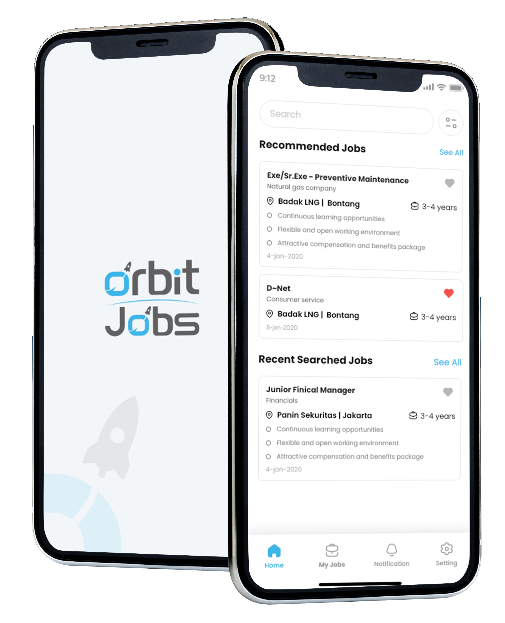 orbit
Jobs
9:12
Search
Recommended Jobs
See All
Exe/Sr.Exe - Preventive Maintenance
Natural gas company
Badak LNG | Bontang
3-4 years
Continuous learning opportunities
Flexible and open working environment
Attractive compensation and benefits package
4-jan-2020
D-Net
Consumer service
Badak LNG | Bontang
3-4 years
8-jan-2020
Recent Searched Jobs
See All
Junior Finical Manager
Financials
Panin Sekuritas | Jakarta
3-4 years
Continuous learning opportunities
Flexible and open working environment
Attractive compensation and benefits package
4-jan-2020
Home
My Jobs
Notification
Setting